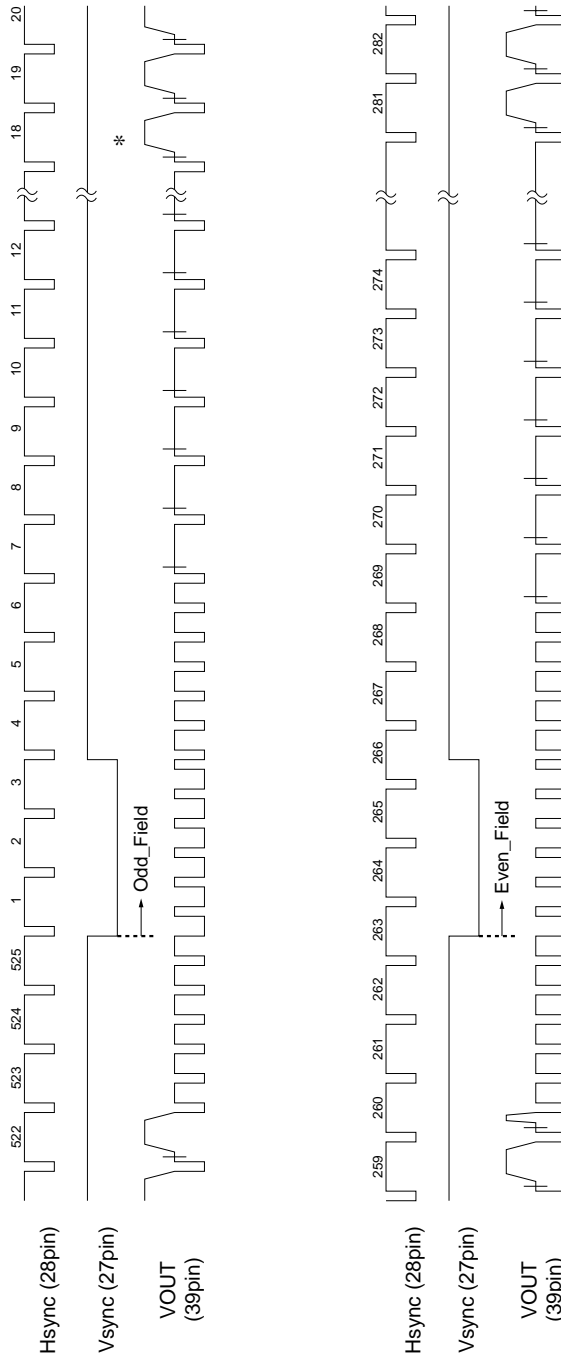 Hsync (28pin)
522 523 524 525 1 2 3 4 5 6 7 8 9 10 11 12 18 19 20
Vsync (27pin)
Odd_Field
*
VOUT
(39pin)
Hsync (28pin)
259 260 261 262 263 264 265 266 267 268 269 270 271 272 273 274 281 282
Vsync (27pin)
Even_Field
VOUT
(39pin)